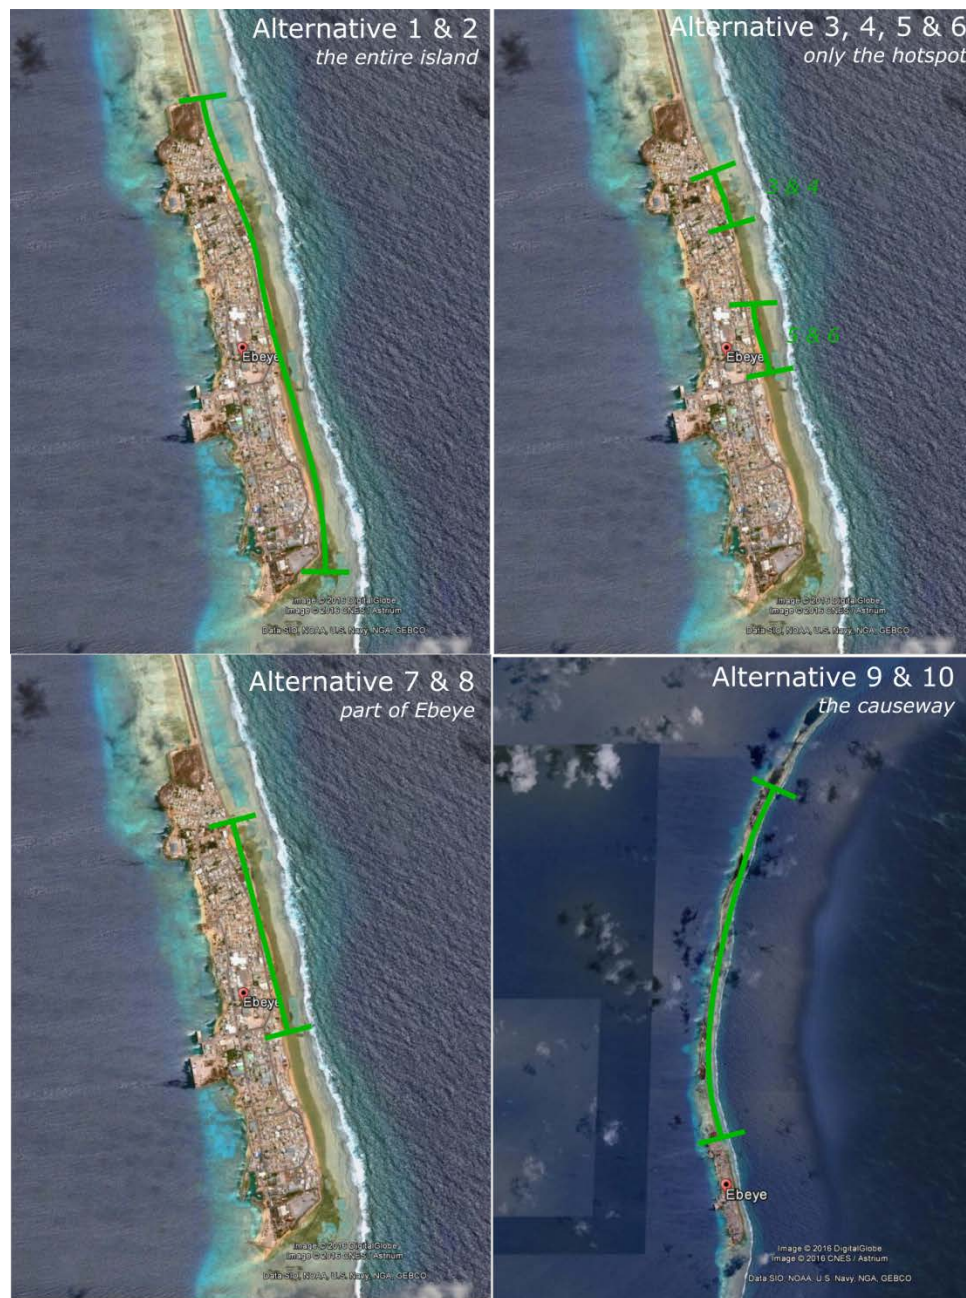 Alternative 1 & 2
the entire island
Ebeye
Image © 2016 DigitalGlobe
Image © 2016 CNES / Astrium
Data SIO, NOAA, U.S. Navy, NGA, GEBCO
Alternative 3, 4, 5 & 6
only the hotspot
3 & 4
5 & 6
Ebeye
Image © 2016 DigitalGlobe
Image © 2016 CNES / Astrium
Data SIO, NOAA, U.S. Navy, NGA, GEBCO
Alternative 7 & 8
part of Ebeye
Ebeye
Image © 2016 DigitalGlobe
Image © 2016 CNES / Astrium
Data SIO, NOAA, U.S. Navy, NGA, GEBCO
Alternative 9 & 10
the causeway
Ebeye
Image © 2016 DigitalGlobe
Image © 2016 CNES / Astrium
Data SIO, NOAA, U.S. Navy, NGA, GEBCO